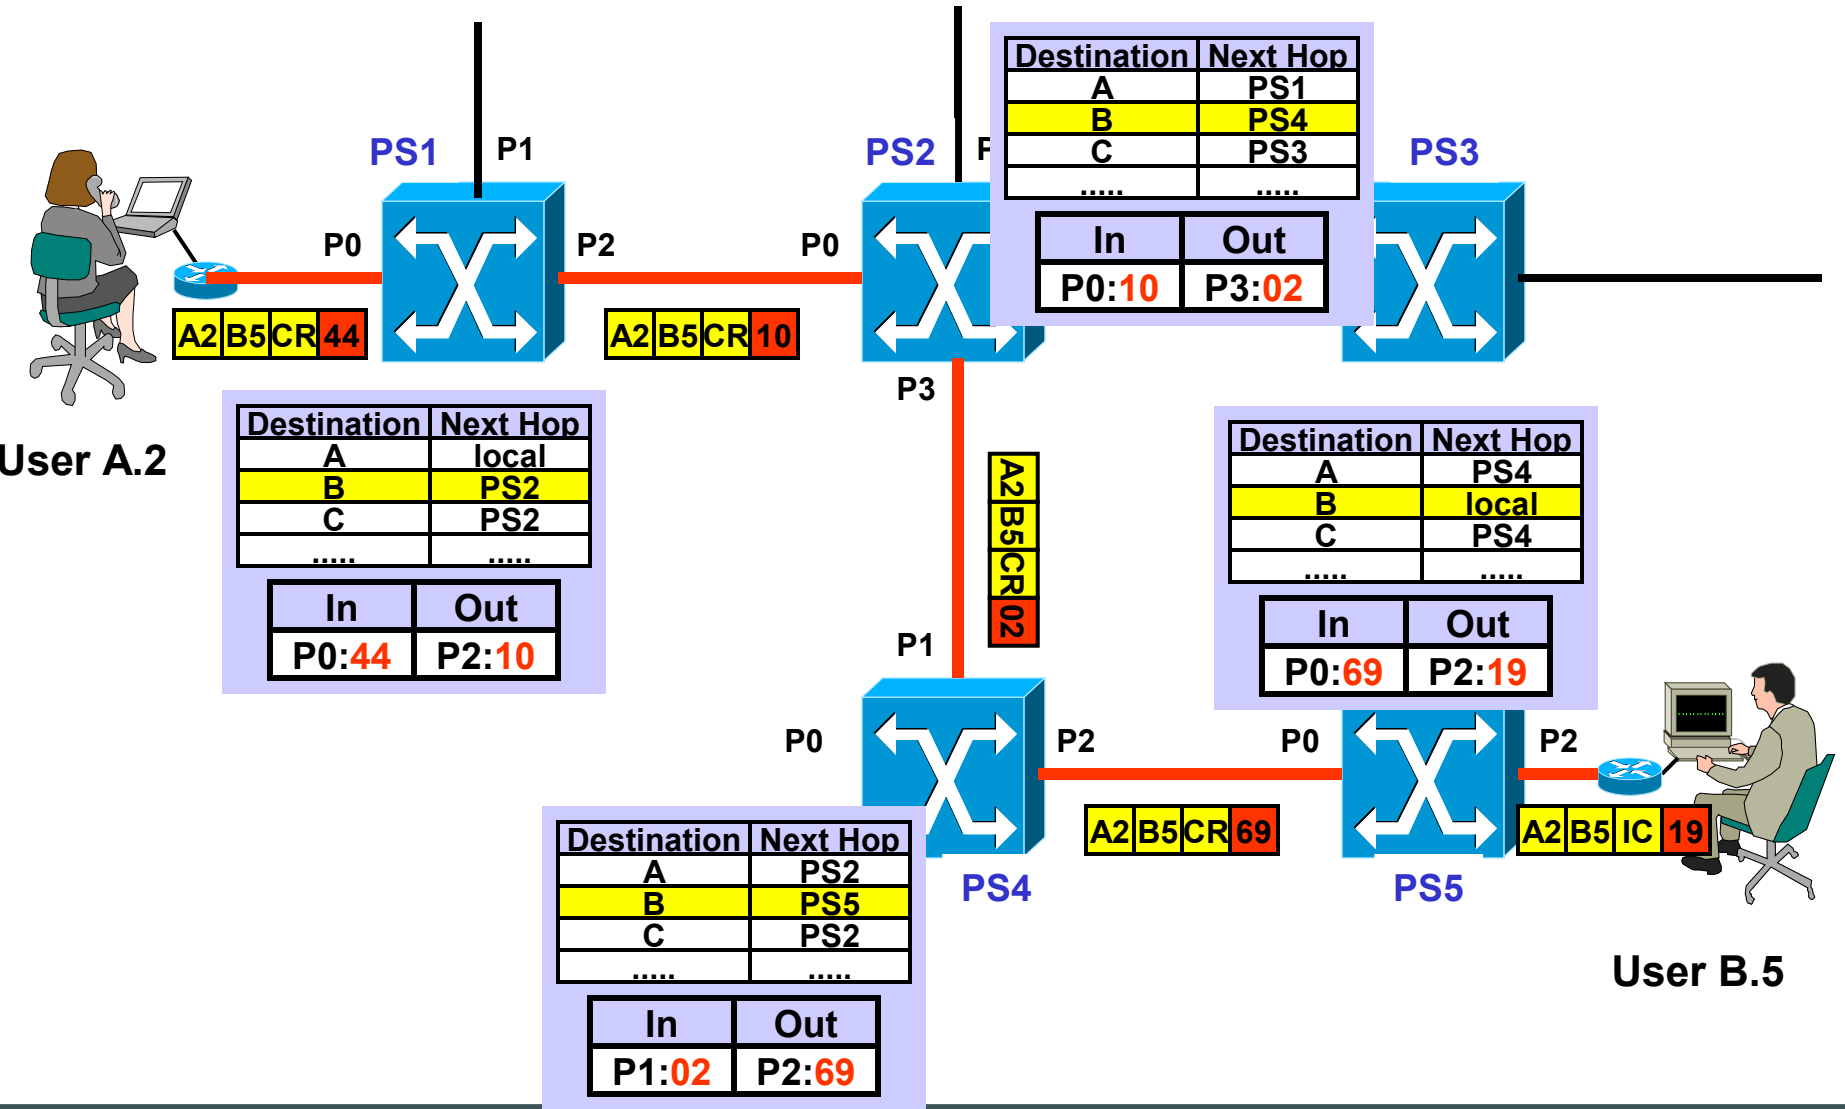 Destination Next Hop
A PS1
B PS4
C PS3
..... .....
In Out
P0:10 P3:02
PS1 P1
PS2
PS3
P0 P2 P0
A2 B5 CR 44
A2 B5 CR 10
P3
User A.2
Destination Next Hop
A local
B PS2
C PS2
..... .....
In Out
P0:44 P2:10
A2 B5 CR 02
Destination Next Hop
A PS4
B local
C PS4
..... .....
In Out
P0:69 P2:19
P1
P0 P2 P0 P2
A2 B5 CR 69
A2 B5 IC 19
PS4
PS5
Destination Next Hop
A PS2
B PS5
C PS2
..... .....
In Out
P1:02 P2:69
User B.5